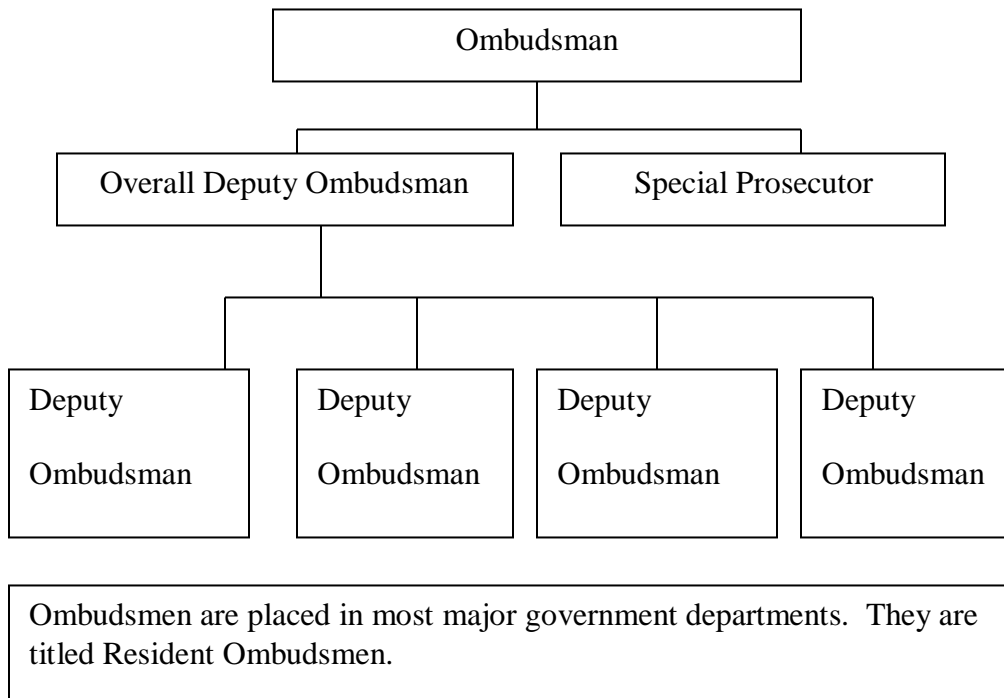 Ombudsman
Overall Deputy Ombudsman
Special Prosecutor
Deputy
Ombudsman
Deputy
Ombudsman
Deputy
Ombudsman
Deputy
Ombudsman
Ombudsmen are placed in most major government departments.  They are
titled Resident Ombudsmen.